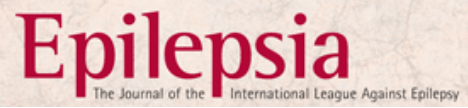 Epilepsia
The Journal of the International League Against Epilepsy